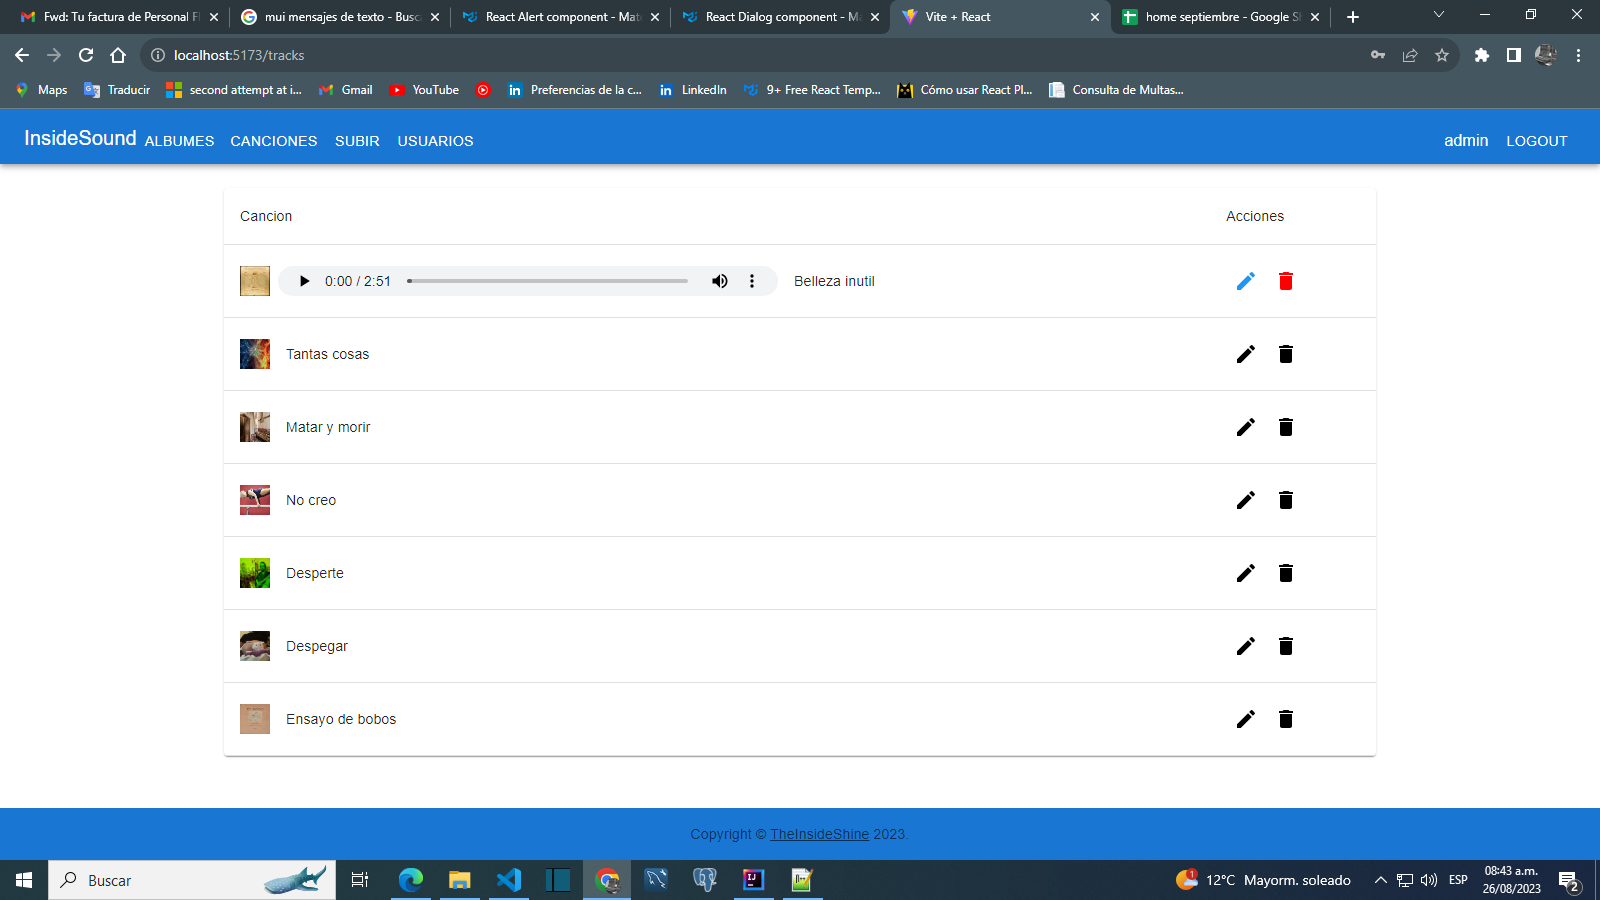 Fwd: Tu factura de Personal Fl
mui mensajes de texto - Busc
React Alert component - Mat
React Dialog component - Ma
Vite + React
home septiembre - Google Sl
localhost:5173/tracks
Maps
Traducir
second attempt at i...
Gmail
YouTube
Preferencias de la c...
LinkedIn
9+ Free React Temp...
Cómo usar React Pl...
Consulta de Multas...
InsideSound ALBUMES CANCIONES SUBIR USUARIOS admin LOGOUT
Cancion Acciones
0:00 / 2:51 Belleza inutil
Tantas cosas
Matar y morir
No creo
Desperte
Despegar
Ensayo de bobos
Copyright © TheInsideShine 2023.
Buscar
1
12°C Mayorm. soleado
ESP
08:43 a.m.
26/08/2023
2